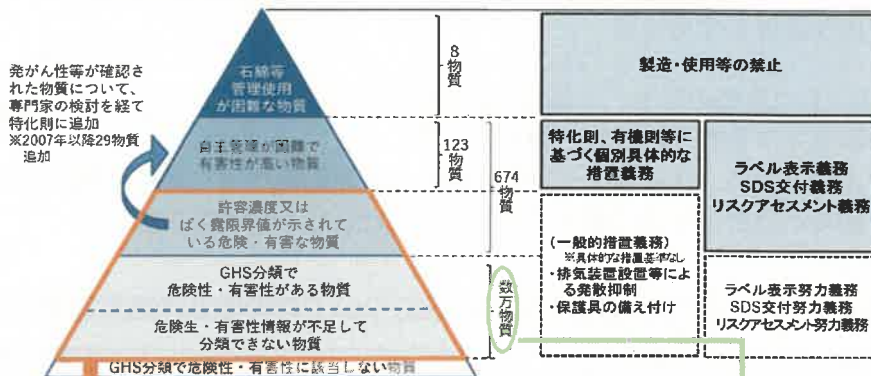 発がん性等が確認され
た物質について、
専門家の検討を経て
特化則に追加
※2007年以降29物質
追加
石綿等
管理使用
が困難な物質
自主管理が困難で
有害性が高い物質
許容濃度又は
ばく露限界値が示されて
いる危険・有害な物質
GHS分類で
危険性・有害性がある物質
危険生・有害性情報が不足して
分類できない物質
GHS分類で危険性・有害性に該当しない物質
8
物質
123
物質
674
物質
数万物質
製造・使用等の禁止
特化則、有機則等に
基づく個別具体的な
措置義務
(一般的措置義務)
※具体的な措置基準なし
・排気装置設置等によ
る発散抑制
・保護具の備え付け
ラベル表示義務
SDS交付義務
リスクアセスメント義務
ラベル表示努力義務
SDS交付努力義務
リスクアセスメント努力義務